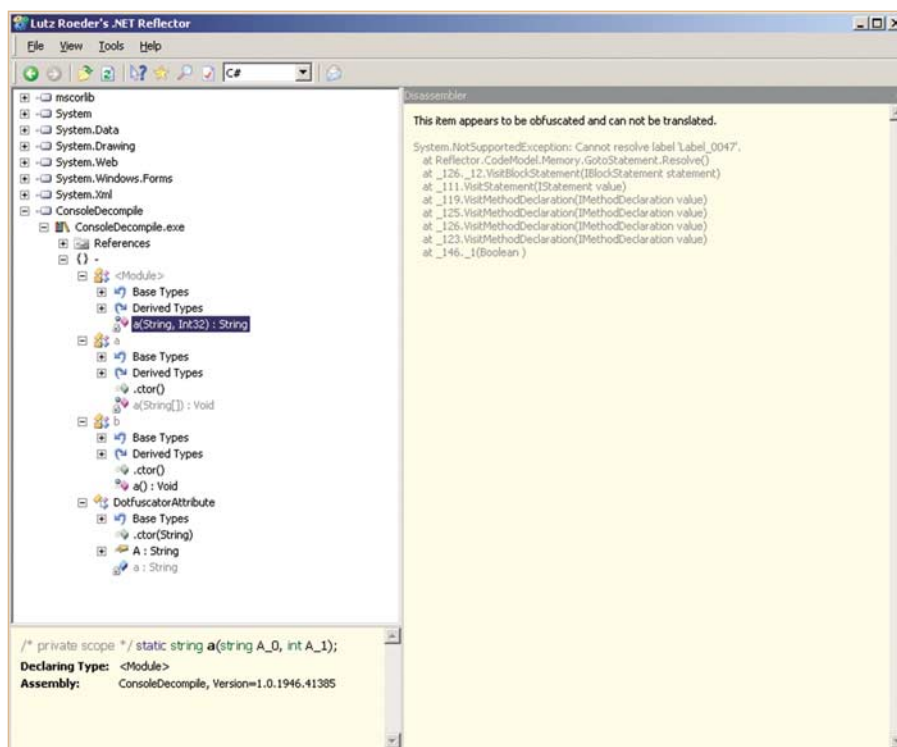 Lutz Roeder's .NET Reflector
File View Tools Help
C#
mscorlib
System
System.Data
System.Drawing
System.Web
System.Windows.Forms
System.Xml
ConsoleDecompile
ConsoleDecompile.exe
References
{} -
<Module>
Base Types
Derived Types
a(String, Int32) : String
a
Base Types
Derived Types
.ctor()
a(String[]) : Void
b
Base Types
Derived Types
.ctor()
a() : Void
DotfuscatorAttribute
Base Types
.ctor(String)
A : String
a : String
/* private scope */ static string a(string A_0, int A_1);
Declaring Type: <Module>
Assembly: ConsoleDecompile, Version=1.0.1946.41385
Disassembler
This item appears to be obfuscated and can not be translated.
System.NotSupportedException: Cannot resolve label 'Label_0047'.
at Reflector.CodeModel.Memory.GotoStatement.Resolve()
at _126._12.VisitBlockStatement(IBlockStatement statement)
at _111.VisitStatement(IStatement value)
at _119.VisitMethodDeclaration(IMethodDeclaration value)
at _125.VisitMethodDeclaration(IMethodDeclaration value)
at _126.VisitMethodDeclaration(IMethodDeclaration value)
at _123.VisitMethodDeclaration(IMethodDeclaration value)
at _146._1(Boolean )